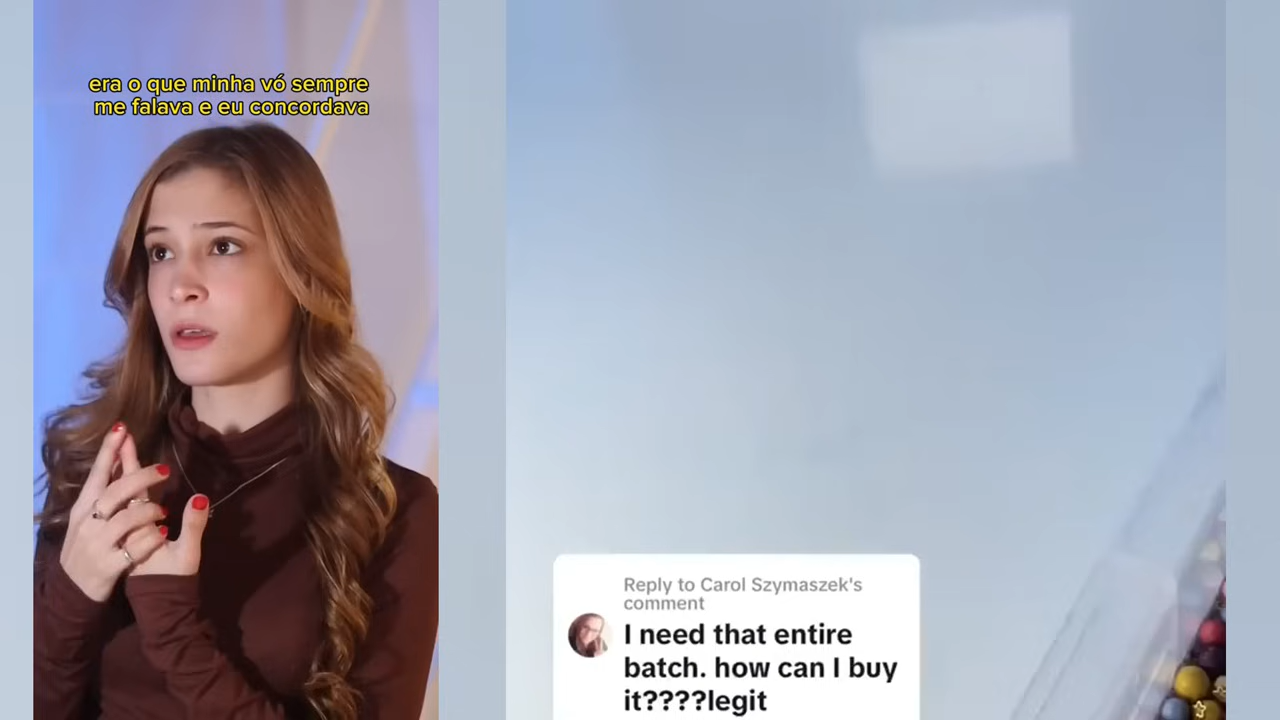 era o que minha vó sempre
me falava e eu concordava
Reply to Carol Szymaszek's
comment
I need that entire
batch. how can I buy
it????legit